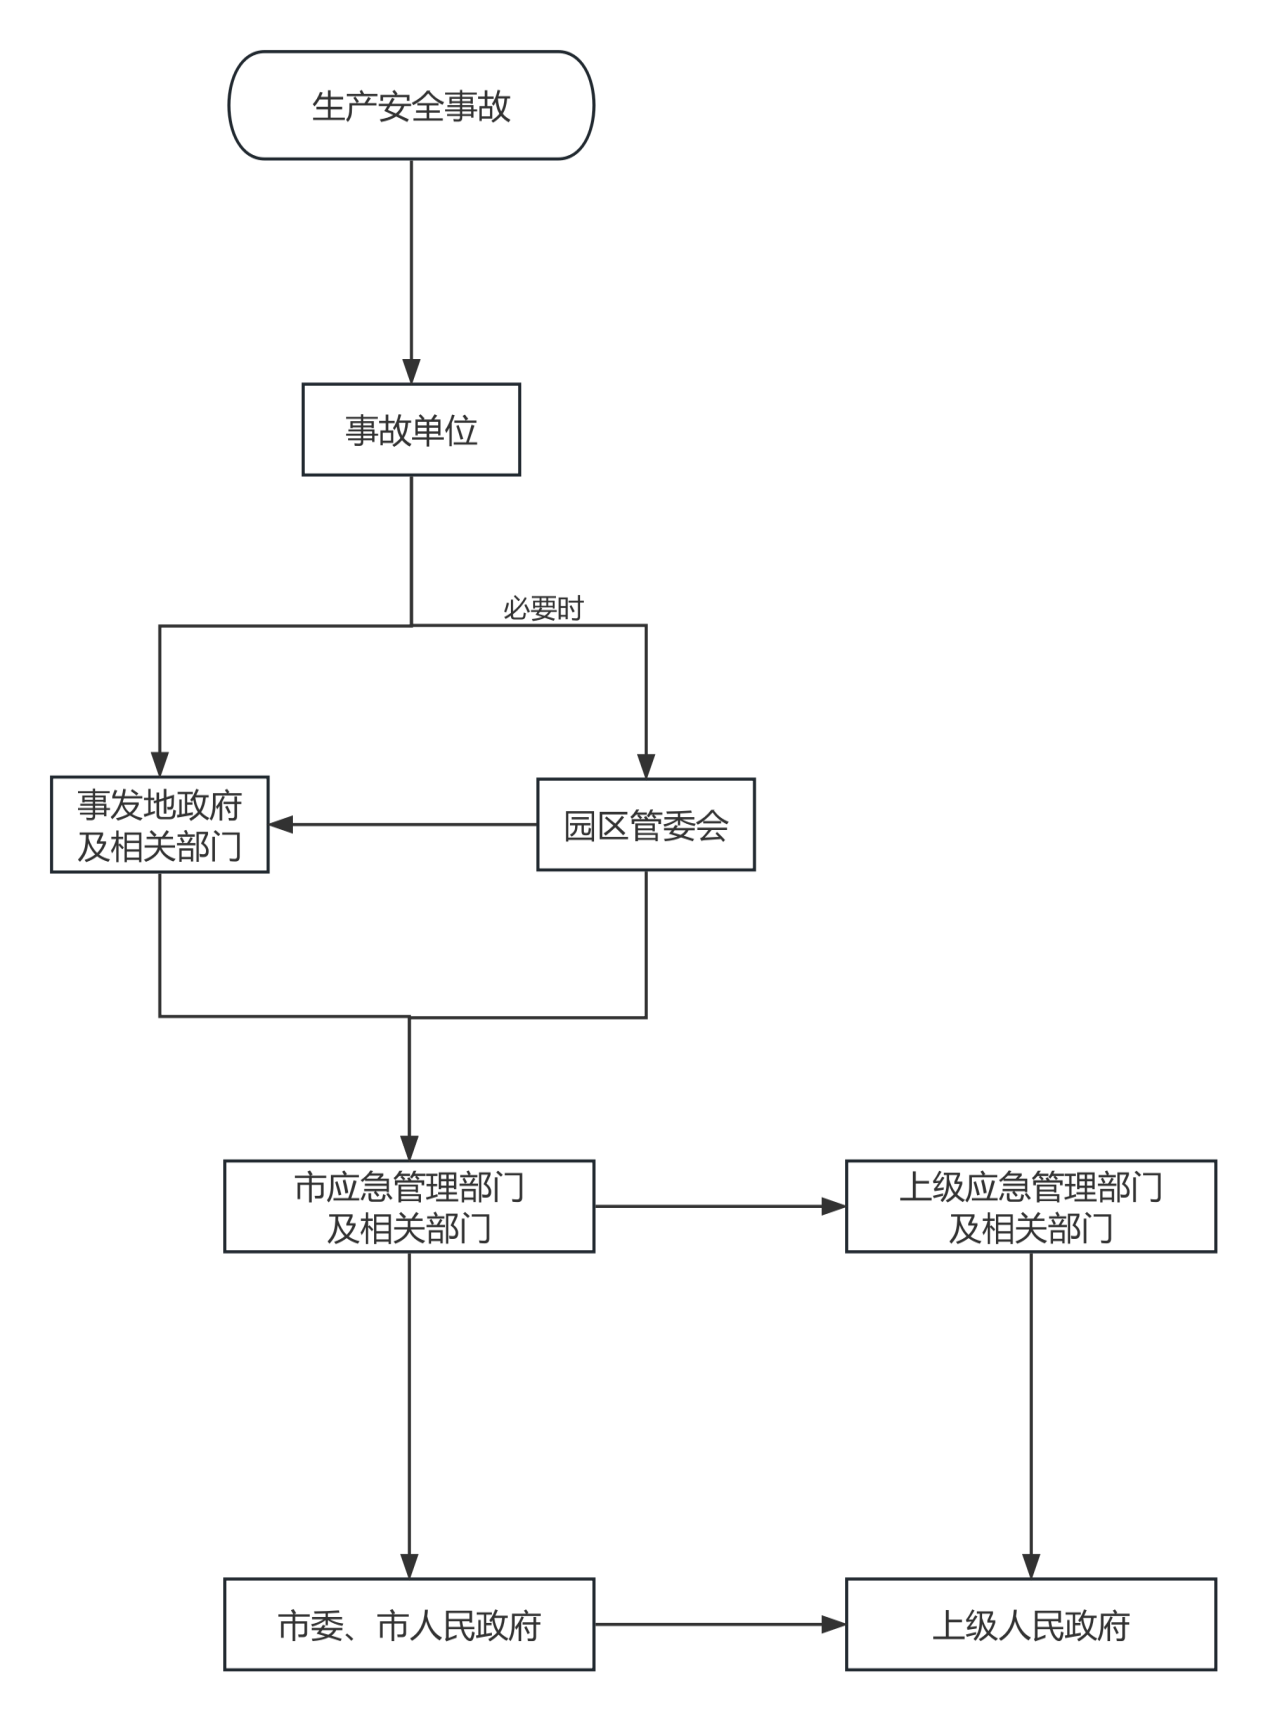 生产安全事故
事故单位
必要时
事发地政府
及相关部门
园区管委会
市应急管理部门
及相关部门
上级应急管理部门
及相关部门
市委、市人民政府
上级人民政府